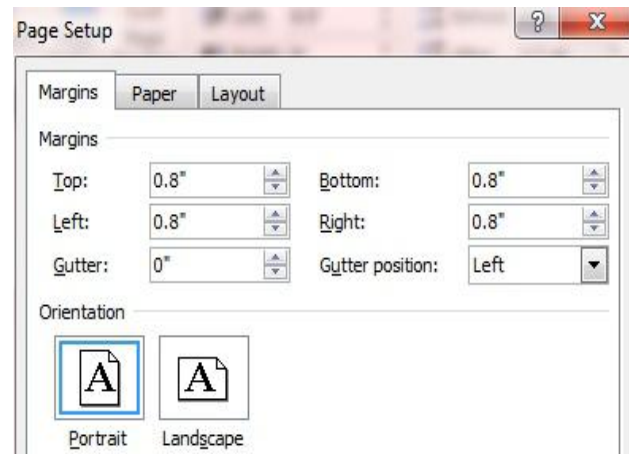 Page Setup
Margins Paper Layout
Margins
Top: 0.8" Bottom: 0.8"
Left: 0.8" Right: 0.8"
Gutter: 0" Gutter position: Left
Orientation
A A
Portrait Landscape